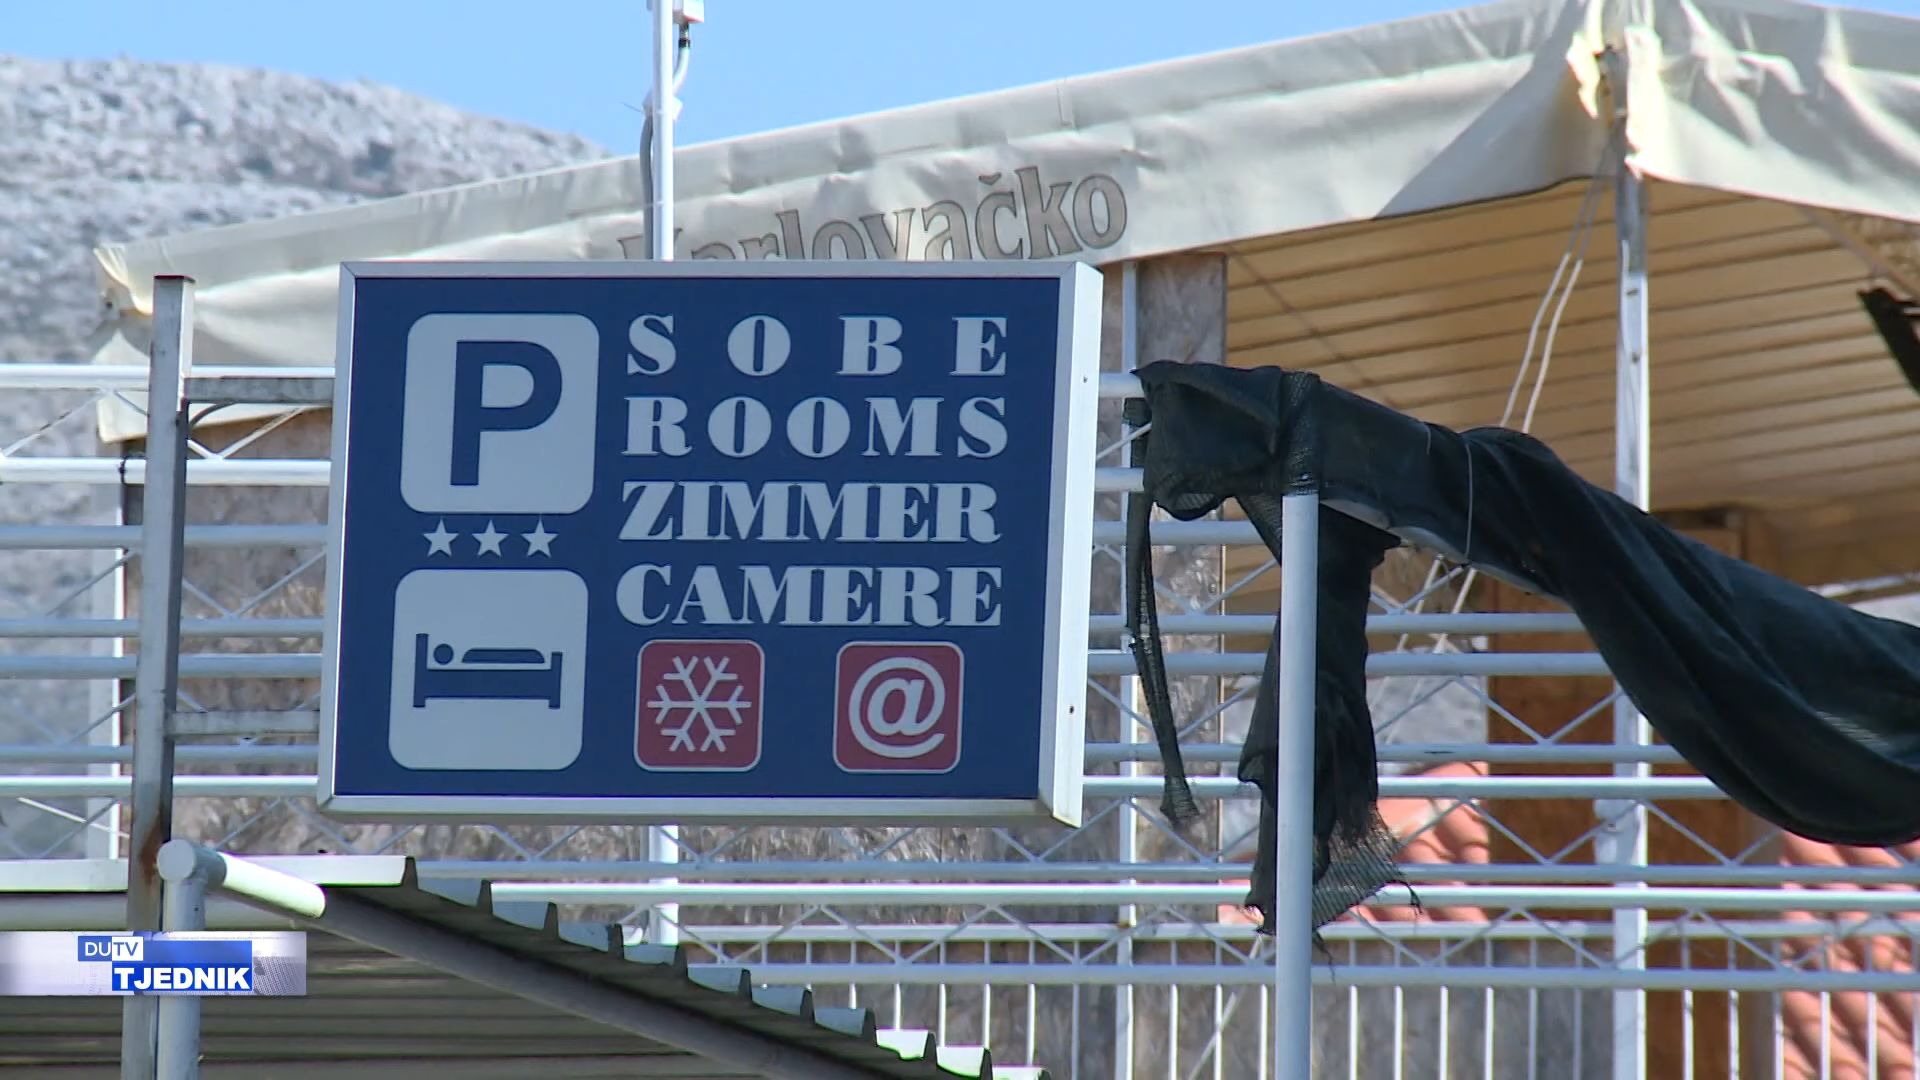 Karlovačko
P
SOBE
ROOMS
ZIMMER
CAMERE
@
DUTV
TJEDNIK